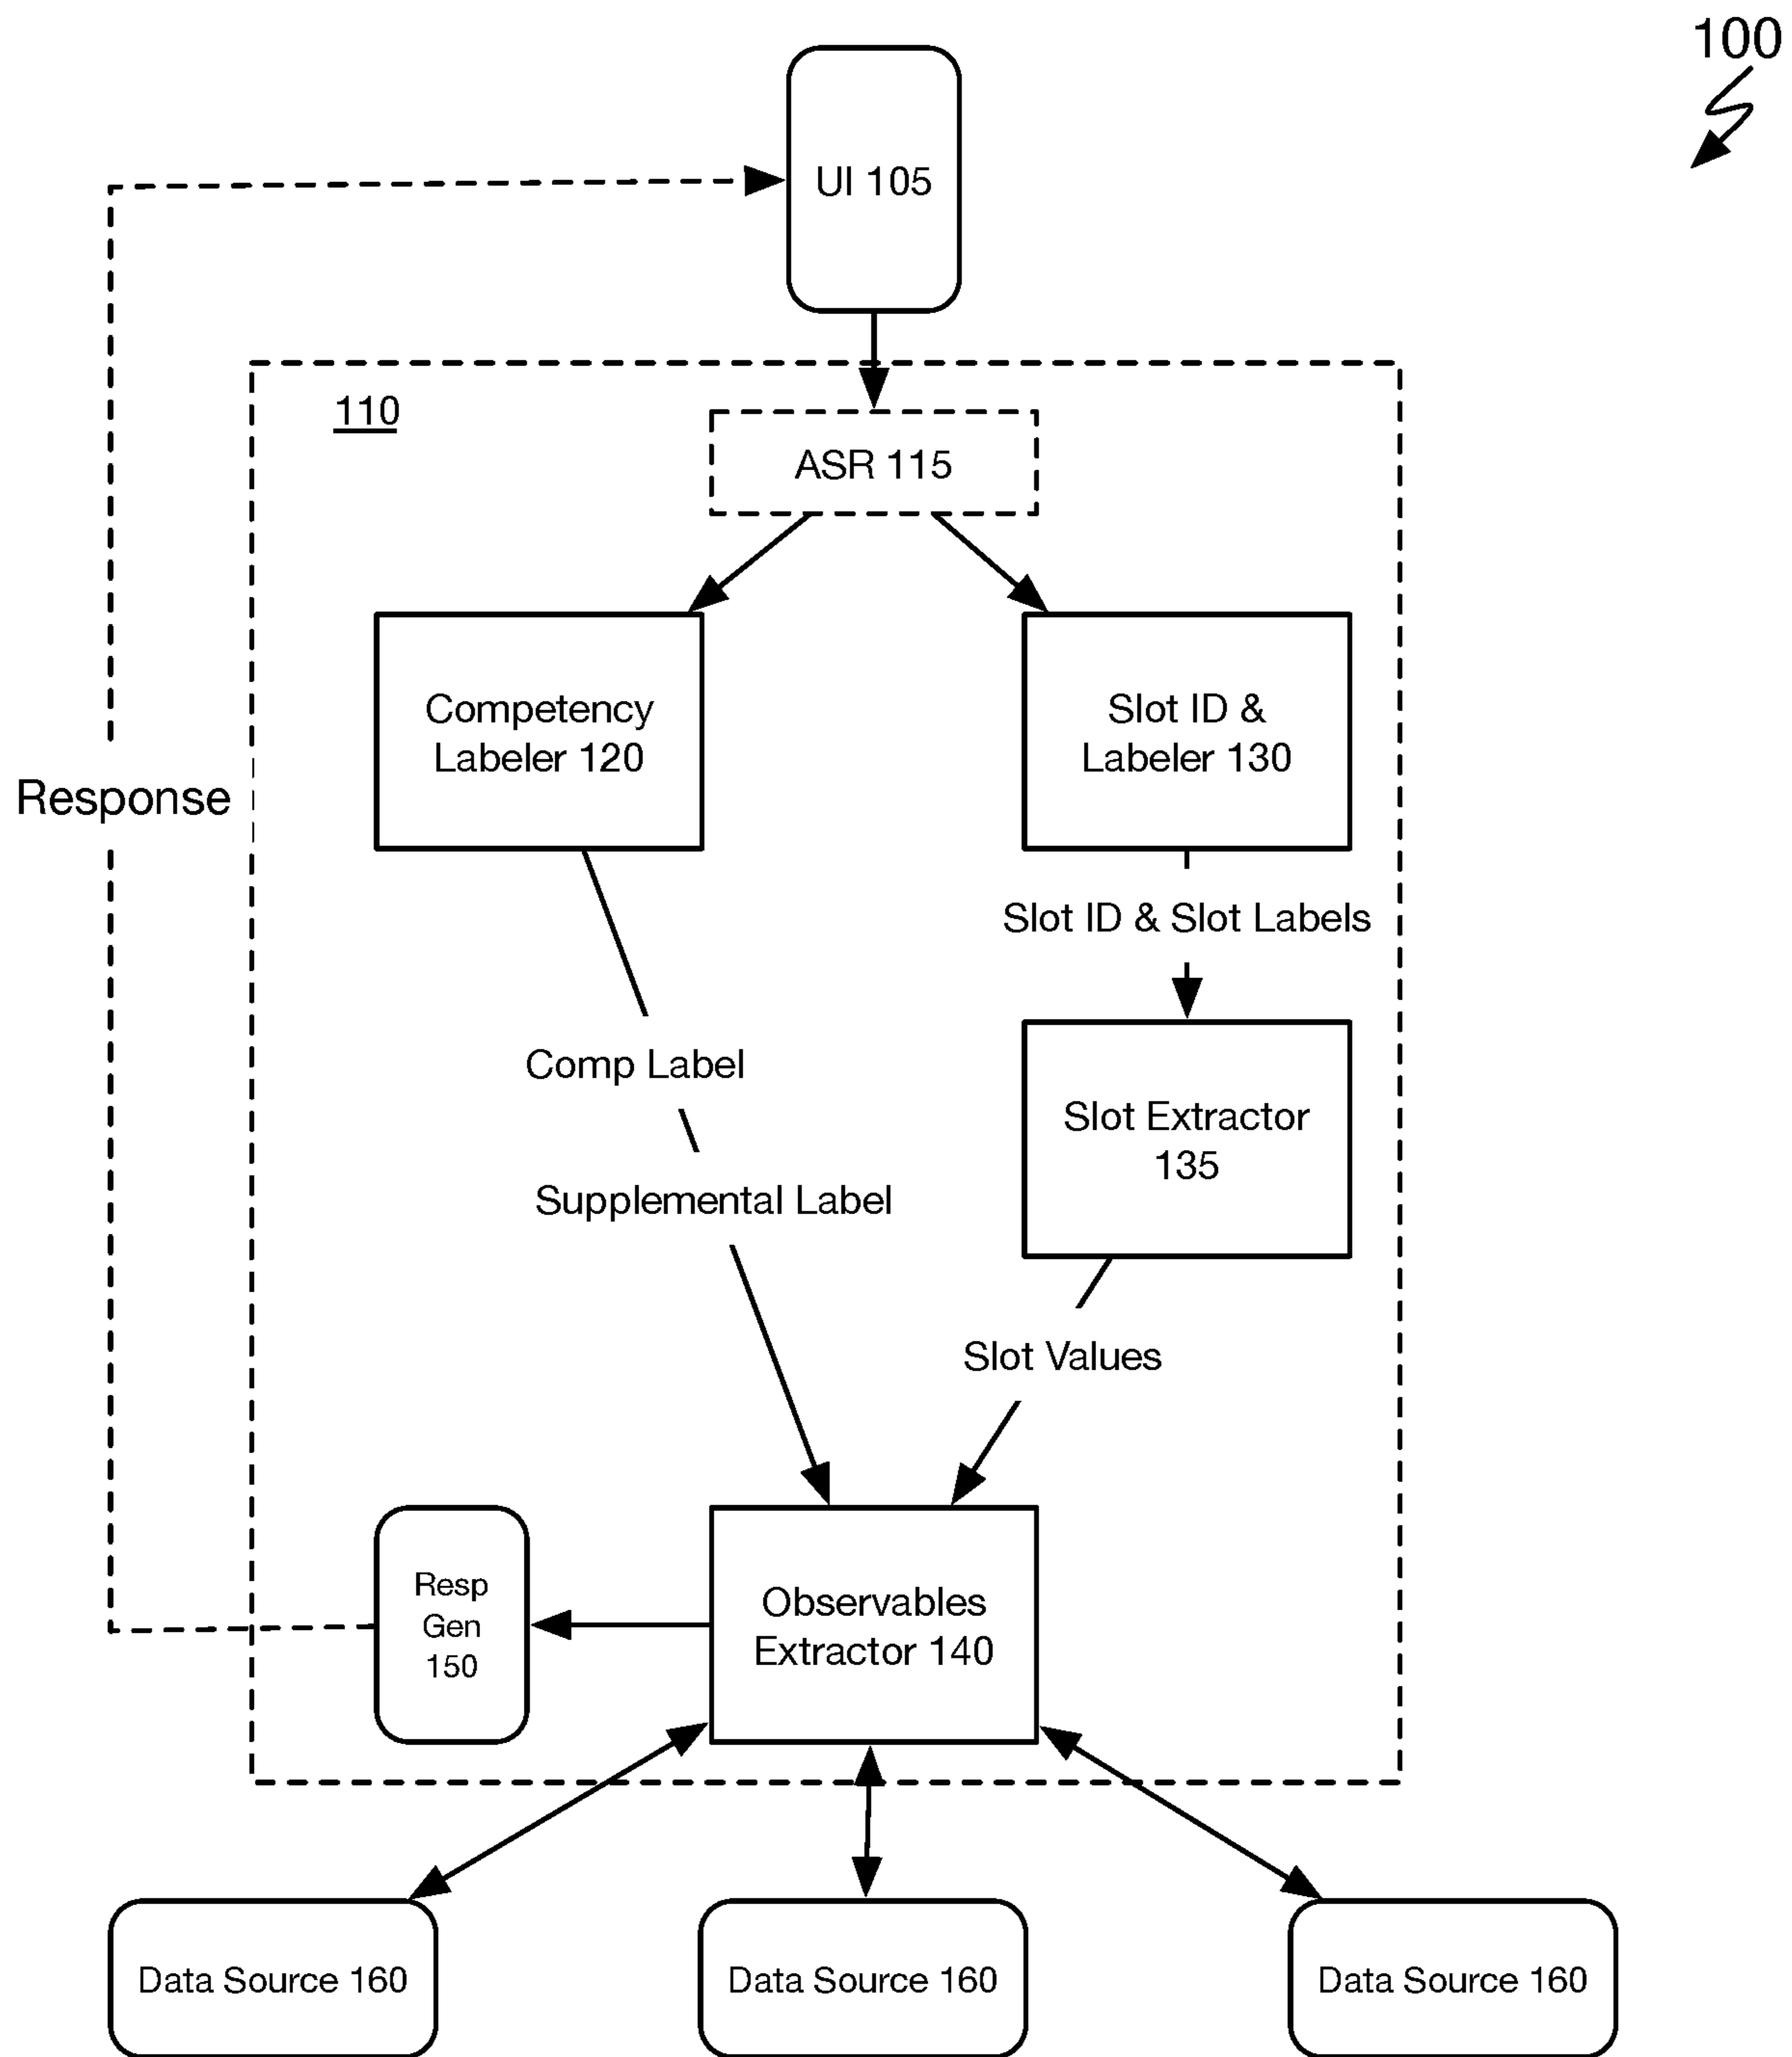 100
UI 105
110
ASR 115
Competency
Labeler 120
Slot ID &
Labeler 130
Response
Slot ID & Slot Labels
Comp Label
Slot Extractor
135
Supplemental Label
Slot Values
Resp
Gen
150
Observables
Extractor 140
Data Source 160
Data Source 160
Data Source 160